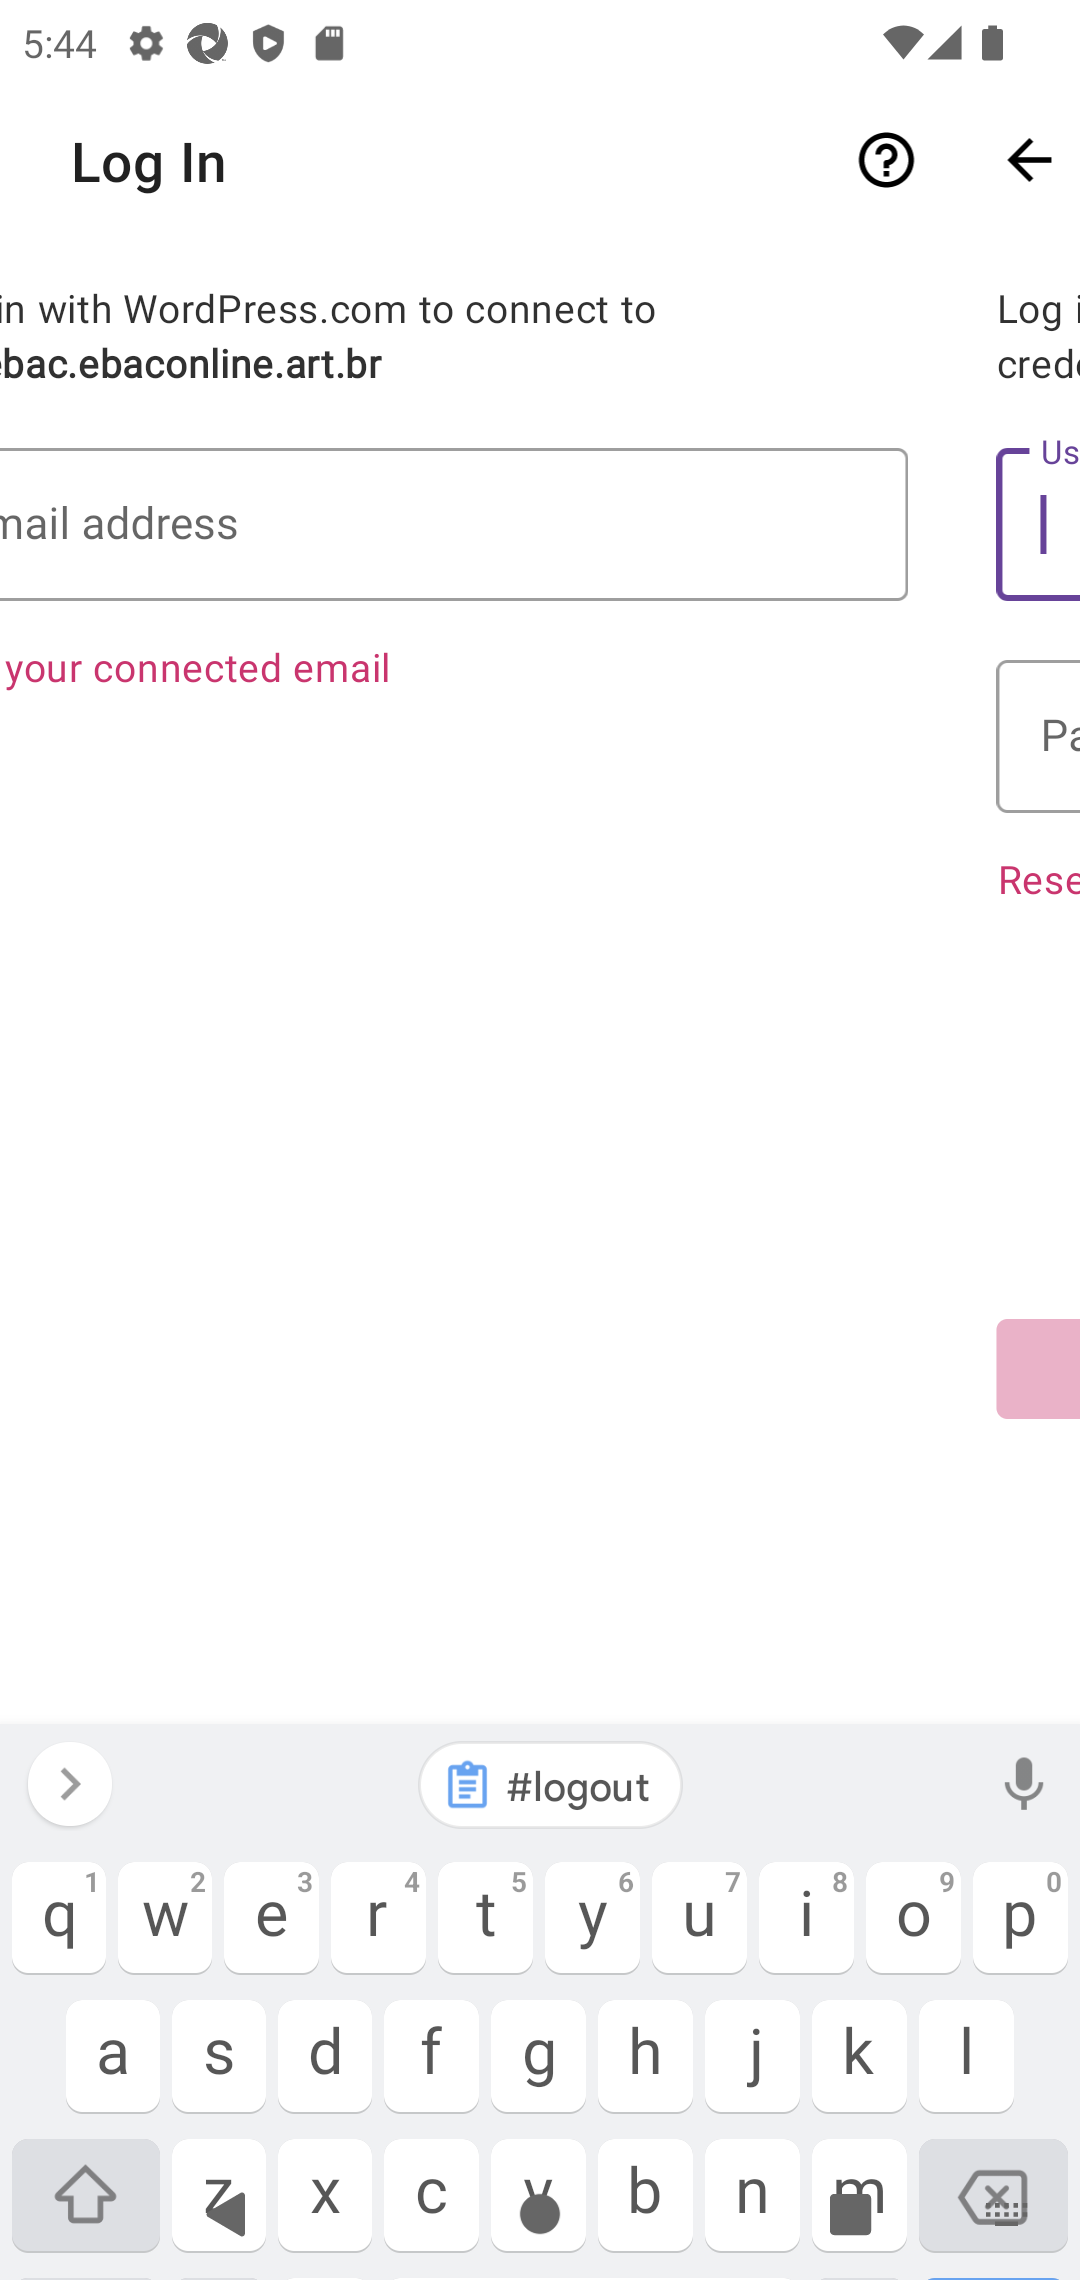 5:44
Log In
in with WordPress.com to connect to
ebac.ebaconline.art.br
mail address
your connected email
Log i
crede
Us
Pa
Rese
#logout
1 2 3 4 5 6 7 8 9 0
q w e r t y u i o p
a s d f g h j k l
z x c v b n m